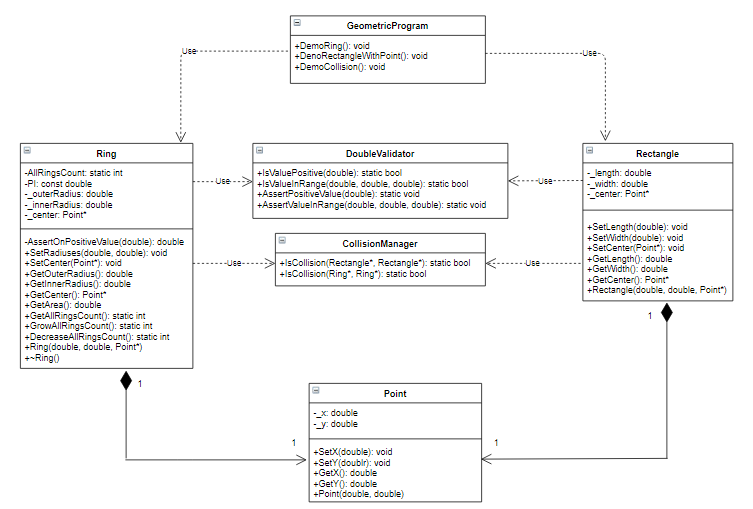 GeometricProgram
+DemoRing(): void
+DenoRectangleWithPoint(): void
+DemoCollision(): void
Use
Use
Ring
-AllRingsCount: static int
-PI: const double
-_outerRadius: double
-_innerRadius: double
-_center: Point*
-AssertOnPositiveValue(double): double
+SetRadiuses(double, double): void
+SetCenter(Point*): void
+GetOuterRadius(): double
+GetInnerRadius(): double
+GetCenter(): Point*
+GetArea(): double
+GetAllRingsCount(): static int
+GrowAllRingsCount(): static int
+DecreaseAllRingsCount(): static int
+Ring(double, double, Point*)
+~Ring()
Use
DoubleValidator
+IsValuePositive(double): static bool
+IsValueInRange(double, double, double): static bool
+AssertPositiveValue(double): static void
+AssertValueInRange(double, double, double): static void
Use
Use
CollisionManager
+IsCollision(Rectangle*, Rectangle*): static bool
+IsCollision(Ring*, Ring*): static bool
Use
Rectangle
-_length: double
-_width: double
-_center: Point*
+SetLength(double): void
+SetWidth(double): void
+SetCenter(Point*): void
+GetLength(): double
+GetWidth(): double
+GetCenter(): Point*
+Rectangle(double, double, Point*)
1
1
1
1
Point
-_x: double
-_y: double
+SetX(double): void
+SetY(doublr): void
+GetX(): double
+GetY(): double
+Point(double, double)